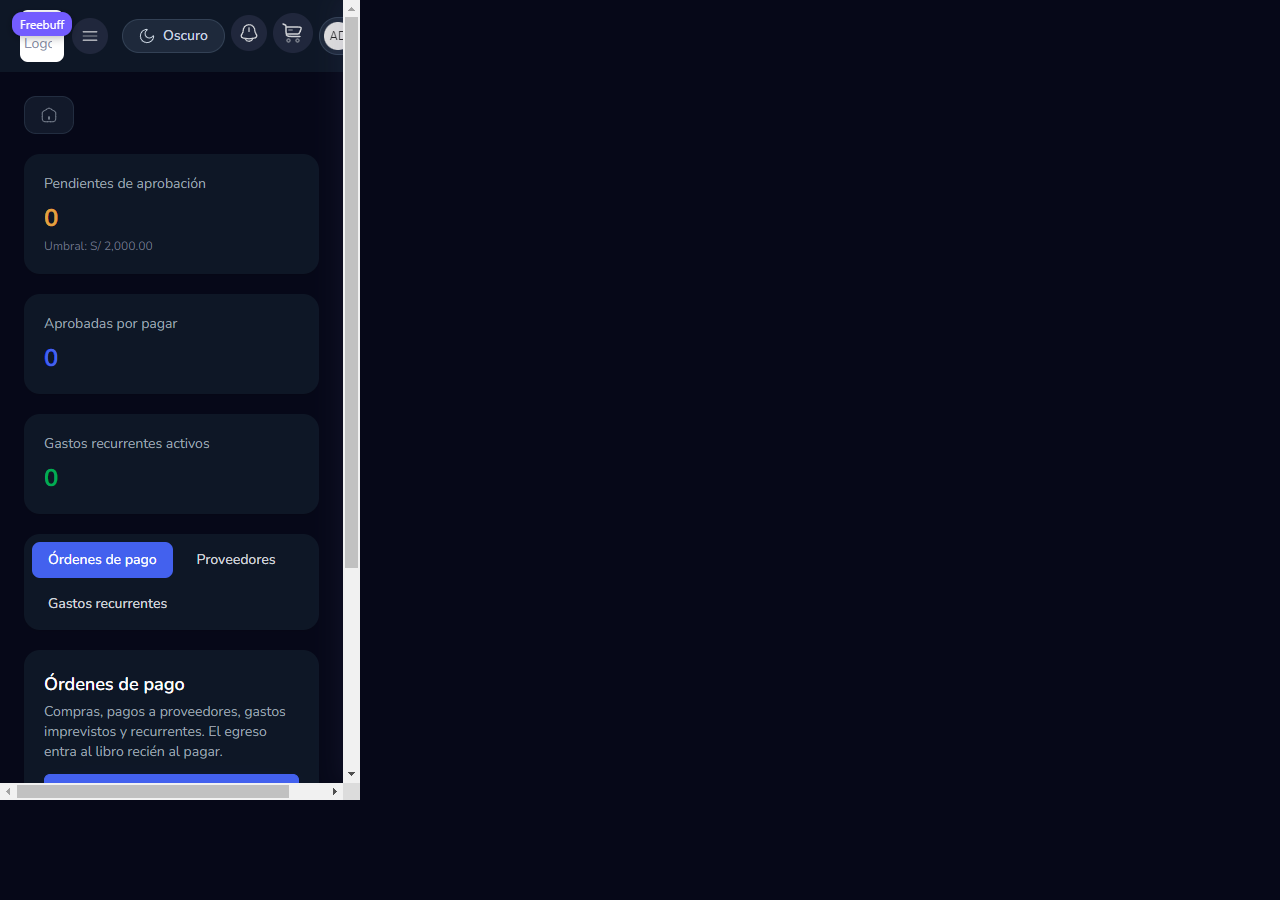 Freebuff
Logo
Oscuro
AD
Pendientes de aprobación
0
Umbral: S/ 2,000.00
Aprobadas por pagar
0
Gastos recurrentes activos
0
Órdenes de pago
Proveedores
Gastos recurrentes
Órdenes de pago
Compras, pagos a proveedores, gastos
imprevistos y recurrentes. El egreso
entra al libro recién al pagar.